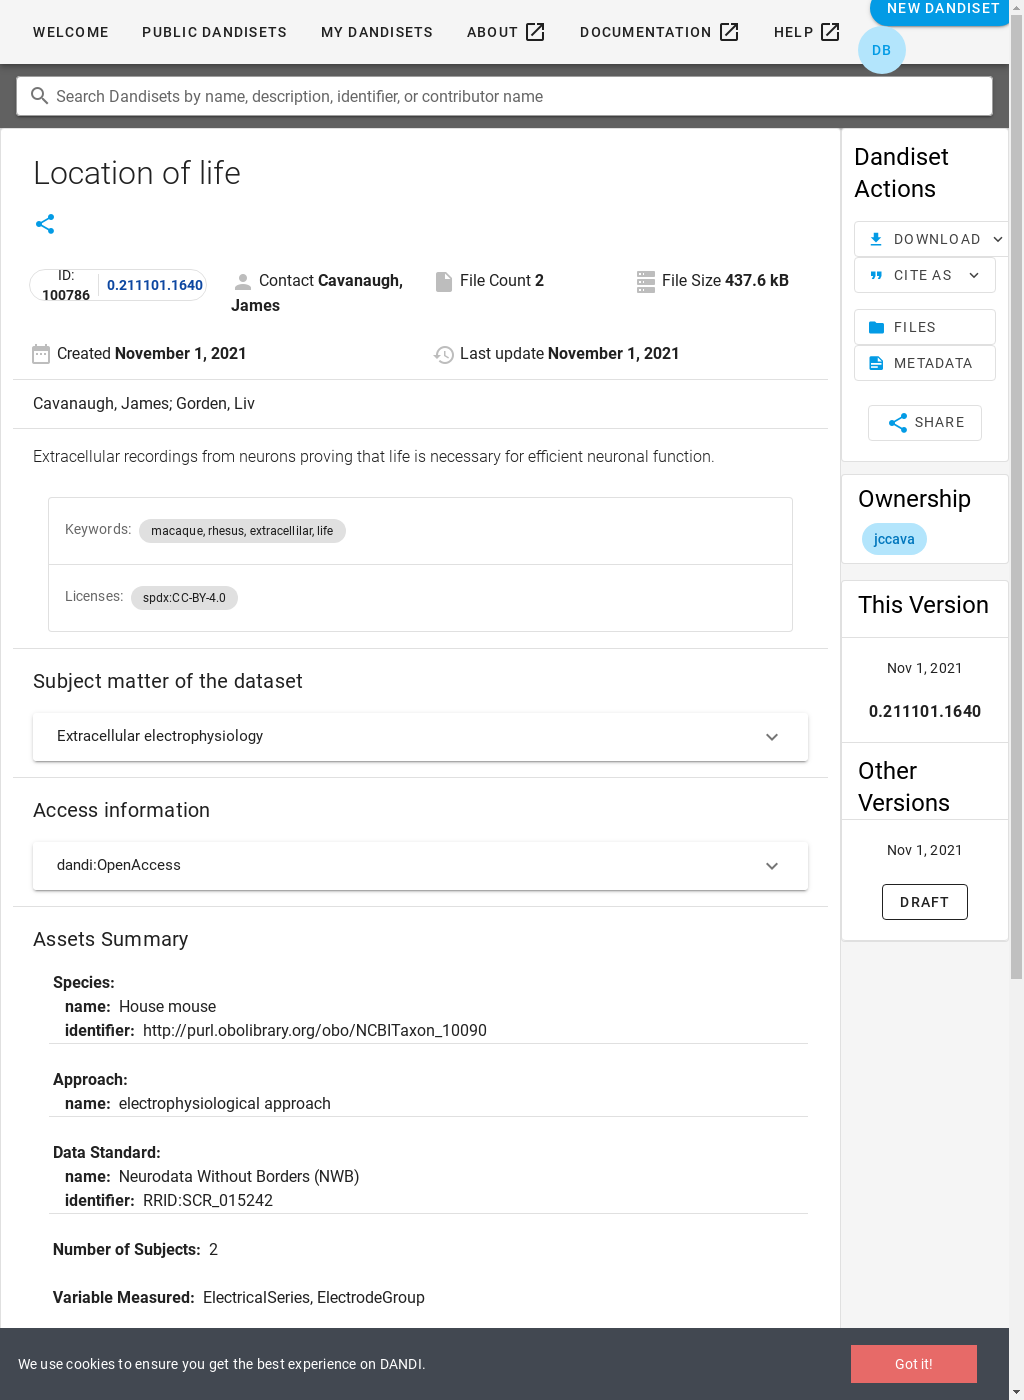 NEW DANDISET
WELCOME PUBLIC DANDISETS MY DANDISETS ABOUT DOCUMENTATION HELP
DB
Search Dandisets by name, description, identifier, or contributor name
Location of life
ID: 100786 0.211101.1640
Contact Cavanaugh, James
File Count 2
File Size 437.6 kB
Created November 1, 2021
Last update November 1, 2021
Cavanaugh, James; Gorden, Liv
Extracellular recordings from neurons proving that life is necessary for efficient neuronal function.
Keywords: macaque, rhesus, extracellilar, life
Licenses: spdx:CC-BY-4.0
Subject matter of the dataset
Extracellular electrophysiology
Access information
dandi:OpenAccess
Assets Summary
Species:
name: House mouse
identifier: http://purl.obolibrary.org/obo/NCBITaxon_10090
Approach:
name: electrophysiological approach
Data Standard:
name: Neurodata Without Borders (NWB)
identifier: RRID:SCR_015242
Number of Subjects: 2
Variable Measured: ElectricalSeries, ElectrodeGroup
Dandiset
Actions
DOWNLOAD
CITE AS
FILES
METADATA
SHARE
Ownership
jccava
This Version
Nov 1, 2021
0.211101.1640
Other
Versions
Nov 1, 2021
DRAFT
We use cookies to ensure you get the best experience on DANDI.
Got it!